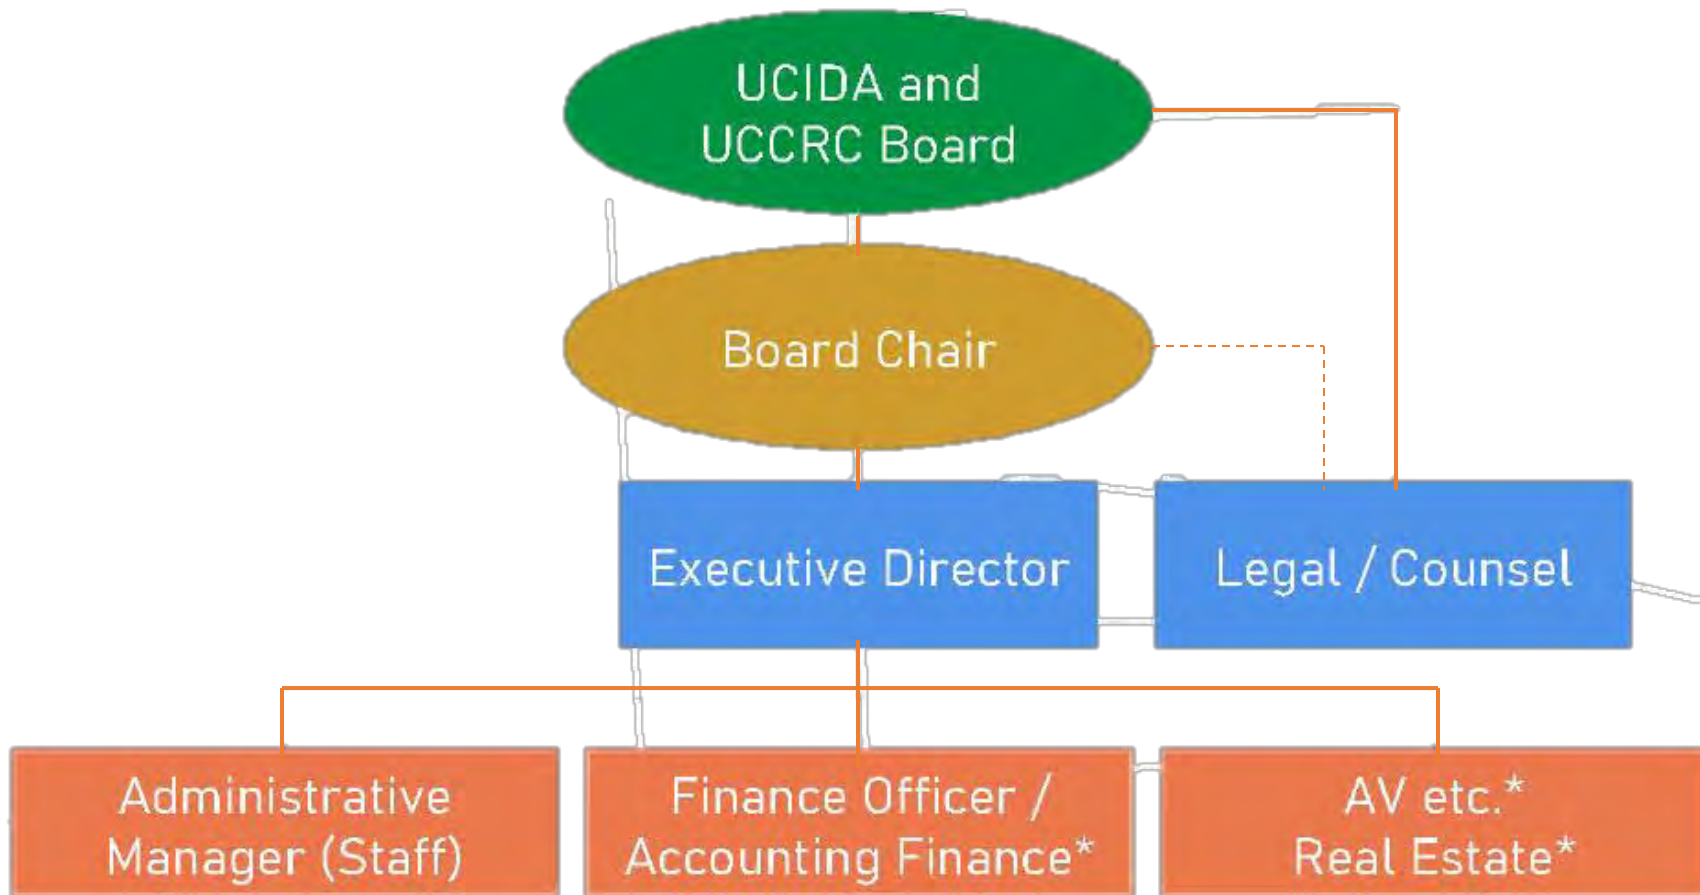 UCIDA and
UCCRC Board
Board Chair
Executive Director
Legal / Counsel
Administrative
Manager (Staff)
Finance Officer /
Accounting Finance*
AV etc.*
Real Estate*